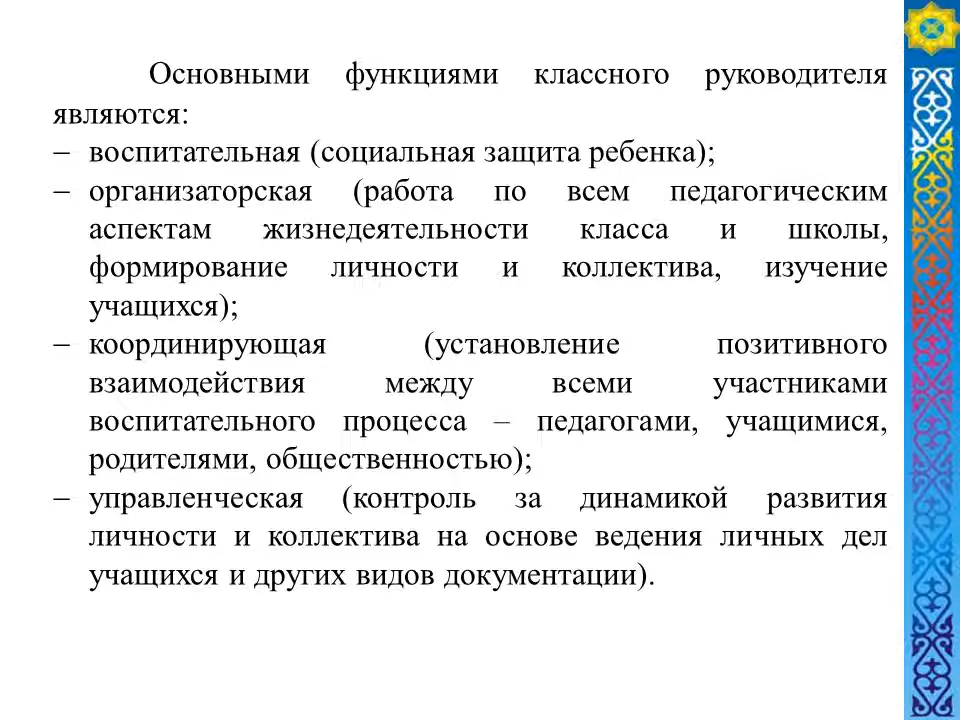 Основными функциями классного руководителя
являются:
– воспитательная (социальная защита ребенка);
– организаторская (работа по всем педагогическим
аспектам жизнедеятельности класса и школы,
формирование личности и коллектива, изучение
учащихся);
– координирующая (установление позитивного
взаимодействия между всеми участниками
воспитательного процесса – педагогами, учащимися,
родителями, общественностью);
– управленческая (контроль за динамикой развития
личности и коллектива на основе ведения личных дел
учащихся и других видов документации).